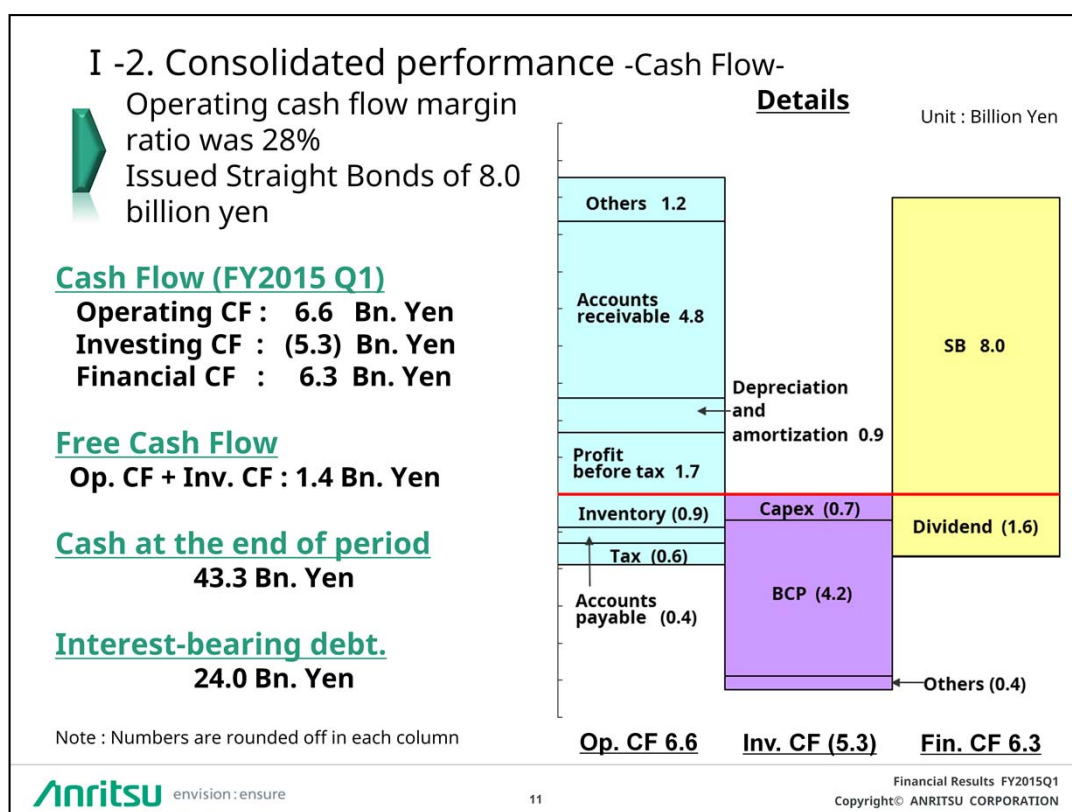 I -2. Consolidated performance -Cash Flow-
Operating cash flow margin
ratio was 28%
Issued Straight Bonds of 8.0
billion yen
Cash Flow (FY2015 Q1)
Operating CF : 6.6 Bn. Yen
Investing CF : (5.3) Bn. Yen
Financial CF : 6.3 Bn. Yen
Free Cash Flow
Op. CF + Inv. CF : 1.4 Bn. Yen
Cash at the end of period
43.3 Bn. Yen
Interest-bearing debt.
24.0 Bn. Yen
Note : Numbers are rounded off in each column
Details
Unit : Billion Yen
Others 1.2
Accounts
receivable 4.8
Depreciation
and
amortization 0.9
Profit
before tax 1.7
Inventory (0.9)
Tax (0.6)
Accounts
payable (0.4)
Capex (0.7)
BCP (4.2)
Others (0.4)
SB 8.0
Dividend (1.6)
Op. CF 6.6
Inv. CF (5.3)
Fin. CF 6.3
Anritsu envision : ensure
11
Financial Results FY2015Q1
Copyright© ANRITSU CORPORATION